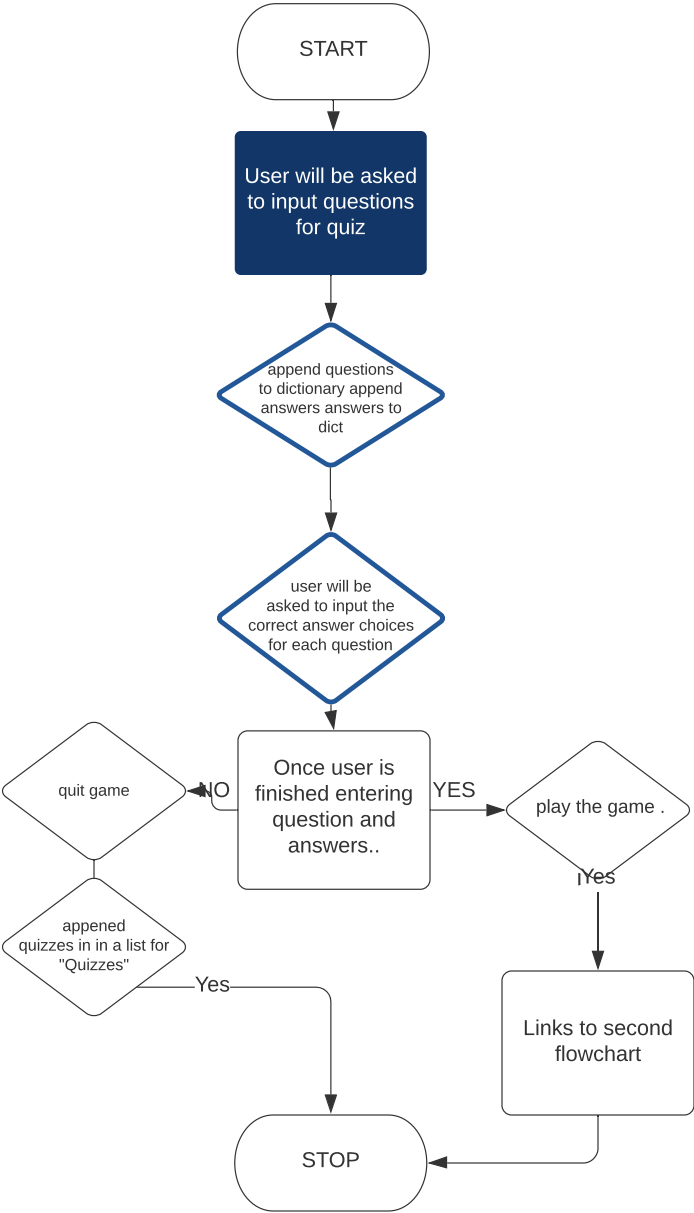 START
User will be asked
to input questions
for quiz
append questions
to dictionary append
answers answers to
dict
user will be
asked to input the
correct answer choices
for each question
Once user is
finished entering
question and
answers..
NO
YES
quit game
play the game .
Yes
appened
quizzes in in a list for
"Quizzes"
Yes
Links to second
flowchart
STOP